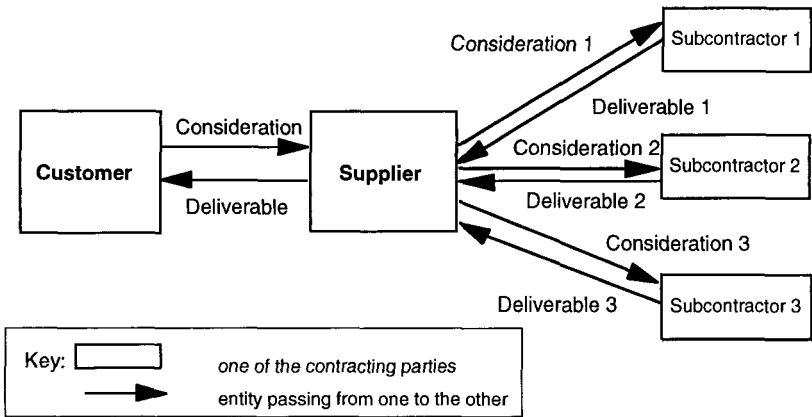 Consideration 1
Subcontractor 1
Deliverable 1
Consideration
Consideration 2
Customer
Supplier
Subcontractor 2
Deliverable
Deliverable 2
Consideration 3
Deliverable 3
Subcontractor 3
Key:
one of the contracting parties
entity passing from one to the other